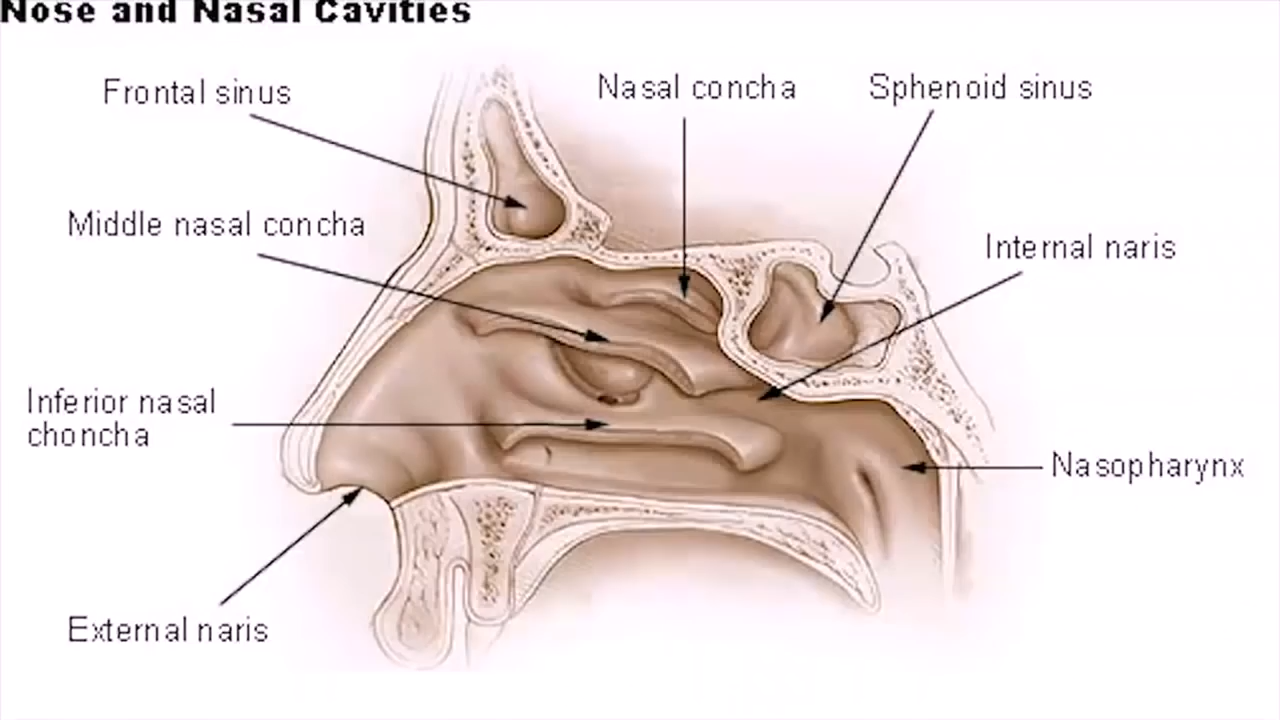 Nose and Nasal Cavities
Frontal sinus
Nasal concha
Sphenoid sinus
Middle nasal concha
Internal naris
Inferior nasal
choncha
Nasopharynx
External naris